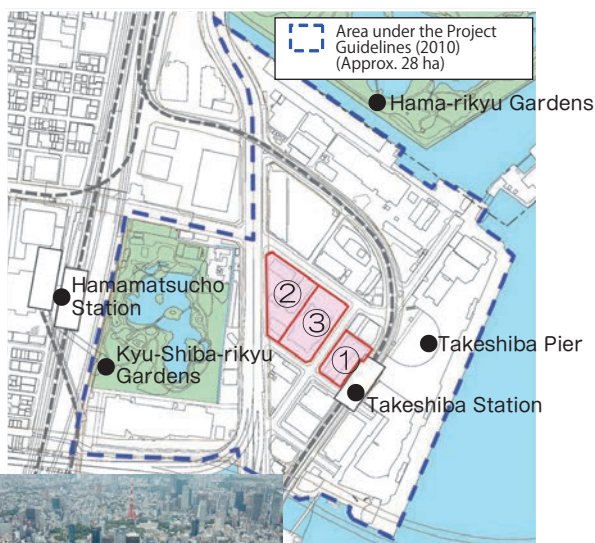 Area under the Project
Guidelines (2010)
(Approx. 28 ha)
Hama-rikyu Gardens
Hamamatsucho
Station
②
③
①
Kyu-Shiba-rikyu
Gardens
Takeshiba Pier
Takeshiba Station